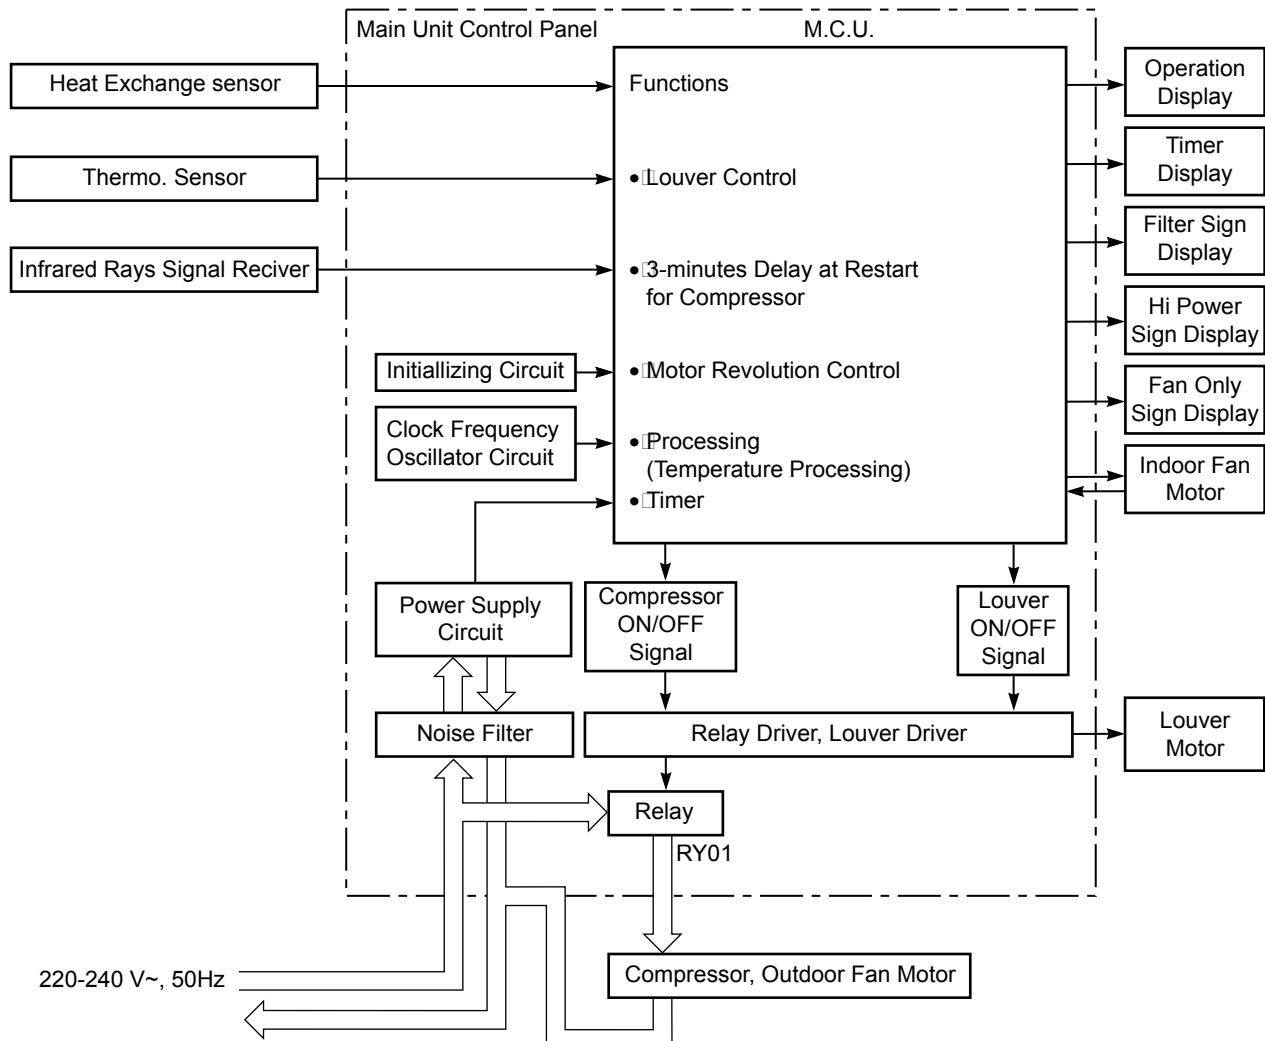 Main Unit Control Panel
M.C.U.
Heat Exchange sensor
Thermo. Sensor
Infrared Rays Signal Reciver
Initiallizing Circuit
Clock Frequency
Oscillator Circuit
Power Supply
Circuit
Noise Filter
Functions
• Louver Control
• 3-minutes Delay at Restart
for Compressor
• Motor Revolution Control
• Processing
(Temperature Processing)
• Timer
Operation
Display
Timer
Display
Filter Sign
Display
Hi Power
Sign Display
Fan Only
Sign Display
Indoor Fan
Motor
Compressor
ON/OFF
Signal
Louver
ON/OFF
Signal
Relay Driver, Louver Driver
Louver
Motor
Relay
RY01
220-240 V~, 50Hz
Compressor, Outdoor Fan Motor